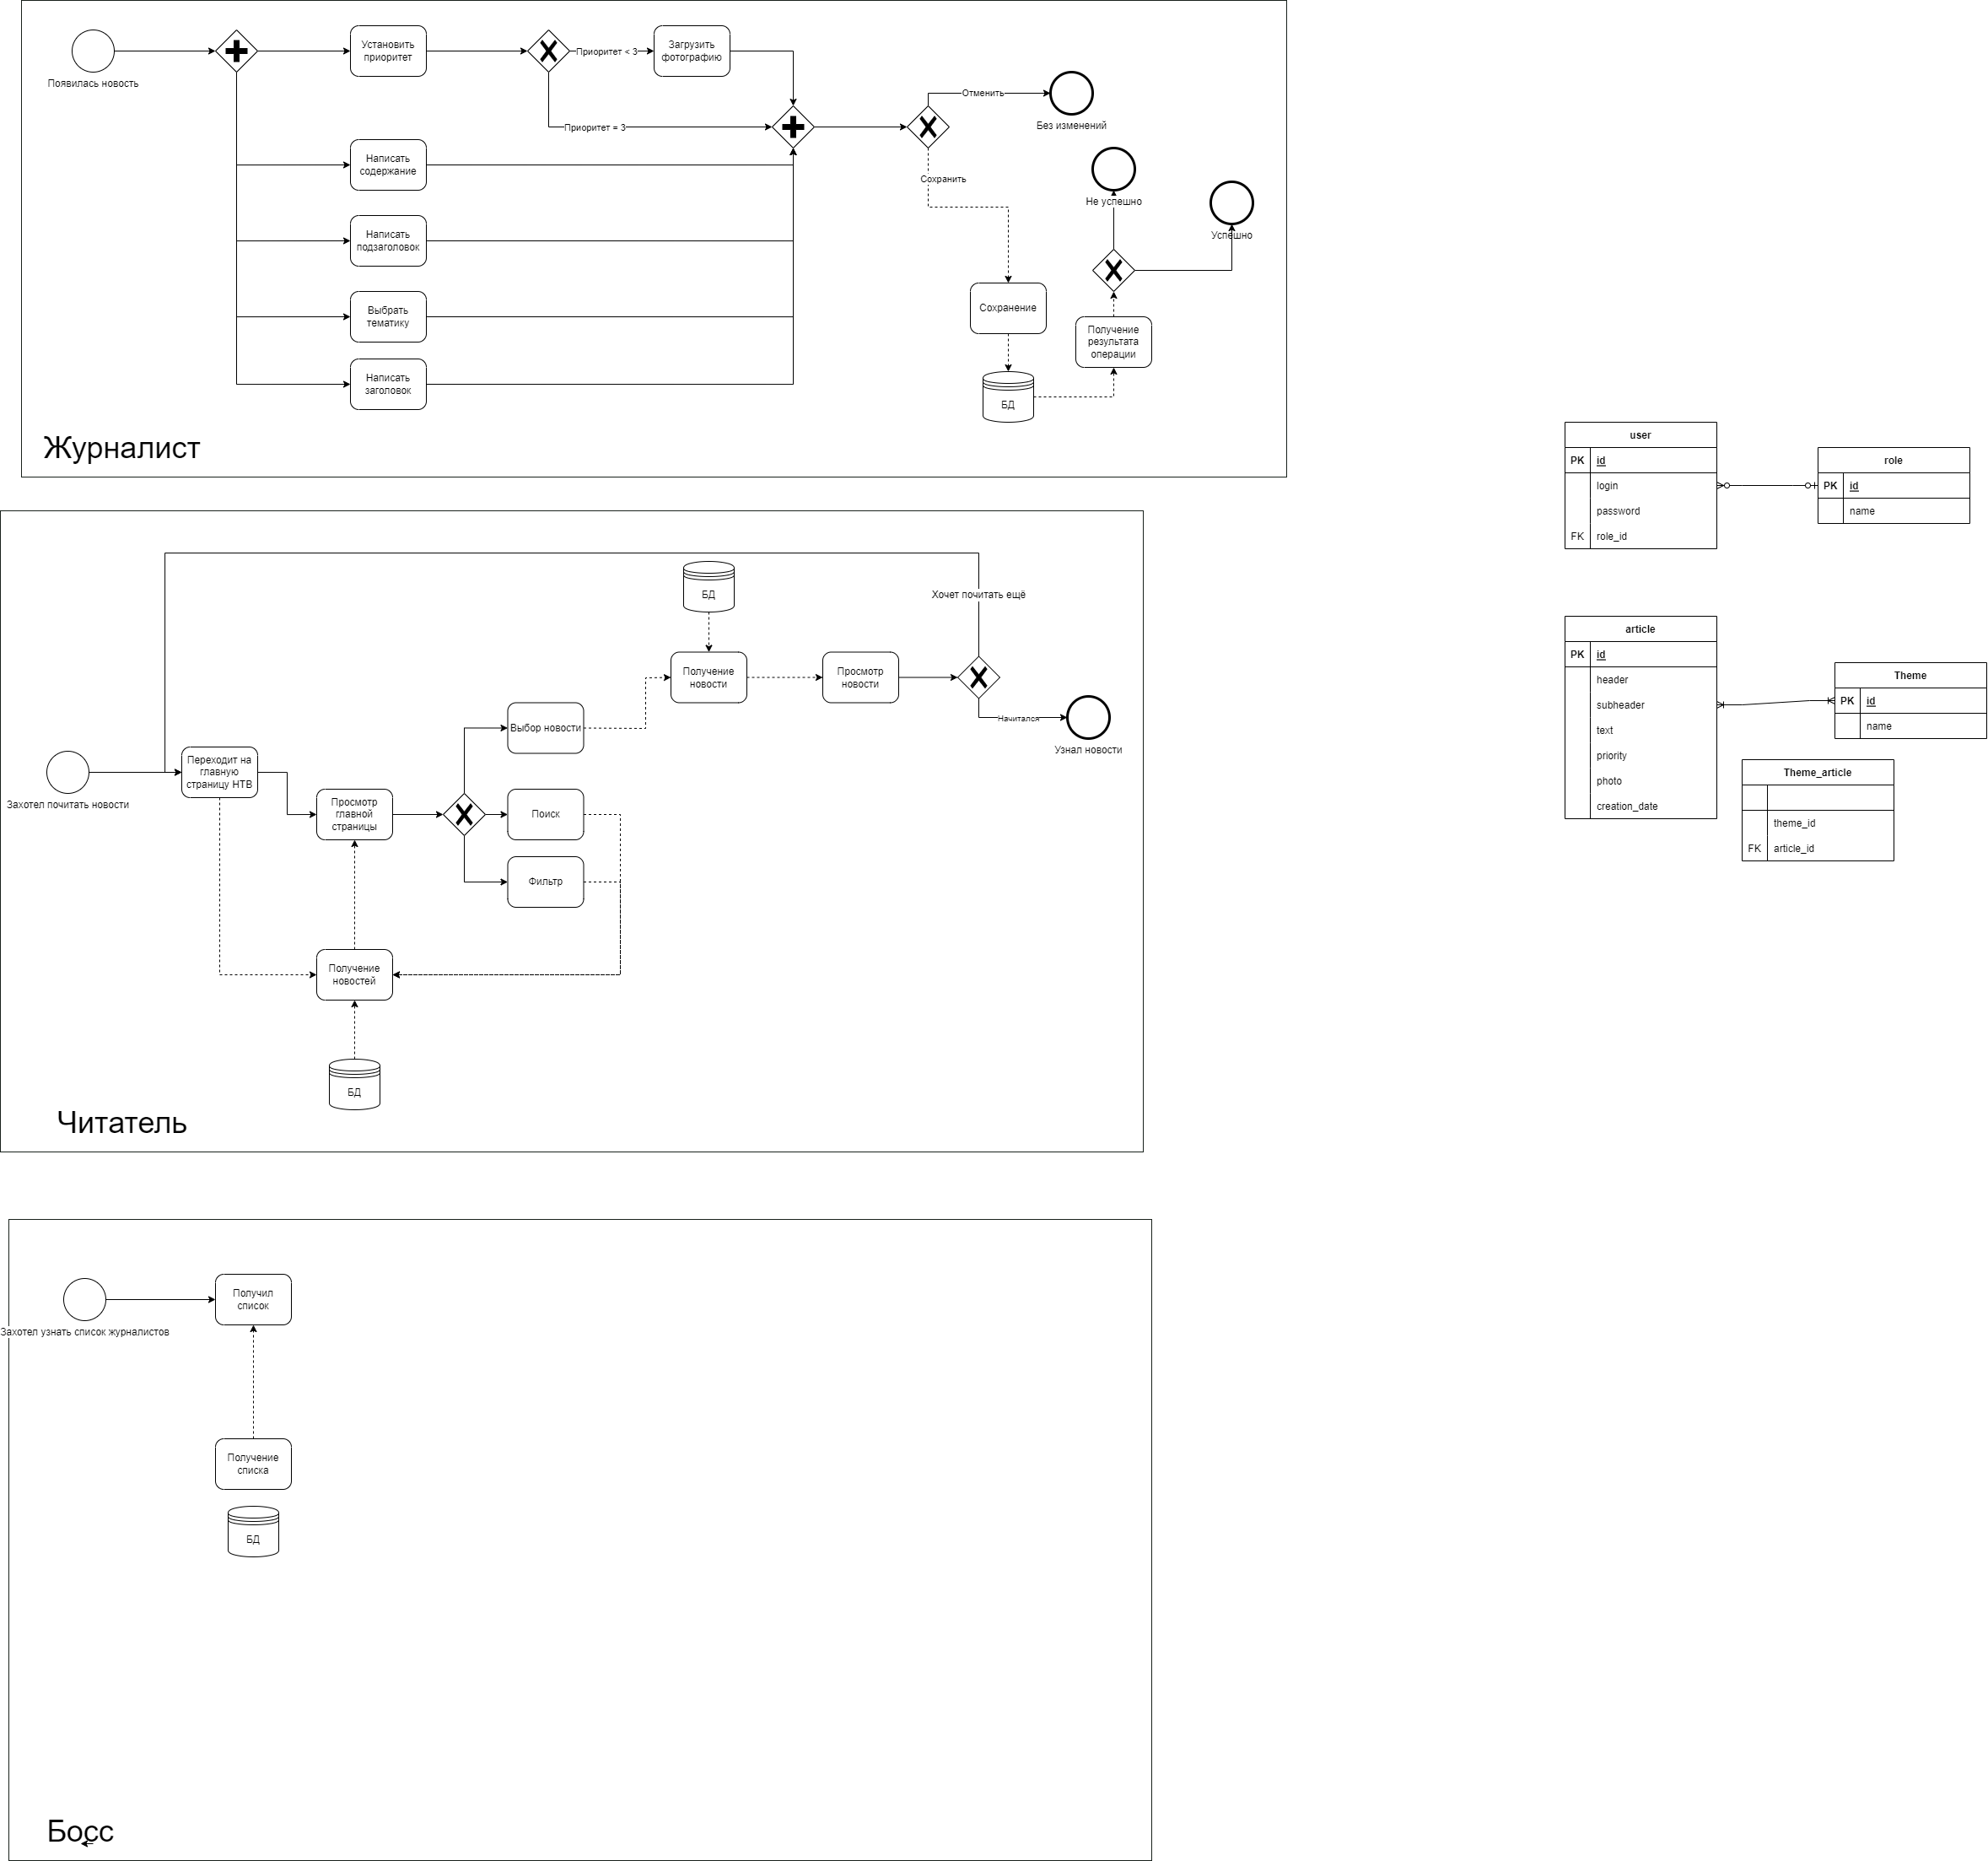 Появилась новость
Установить
приоритет
Приоритет < 3
Загрузить
фотографию
Приоритет = 3
Отменить
Без изменений
Написать
содержание
Сохранить
Не успешно
Написать
подзаголовок
Успешно
Выбрать
тематику
Сохранение
Получение
результата
операции
Написать
заголовок
БД
Журналист
БД
Хочет почитать ещё
Получение
новости
Просмотр
новости
Выбор новости
Начитался
Узнал новости
Захотел почитать новости
Переходит на
главную
страницу НТВ
Просмотр
главной
страницы
Поиск
Фильтр
Получение
новостей
БД
Читатель
Захотел узнать список журналистов
Получил
список
Получение
списка
БД
Босс
user
PK id
login
password
FK role_id
role
PK id
name
article
PK id
header
subheader
text
priority
photo
creation_date
Theme
PK id
name
Theme_article
theme_id
FK article_id